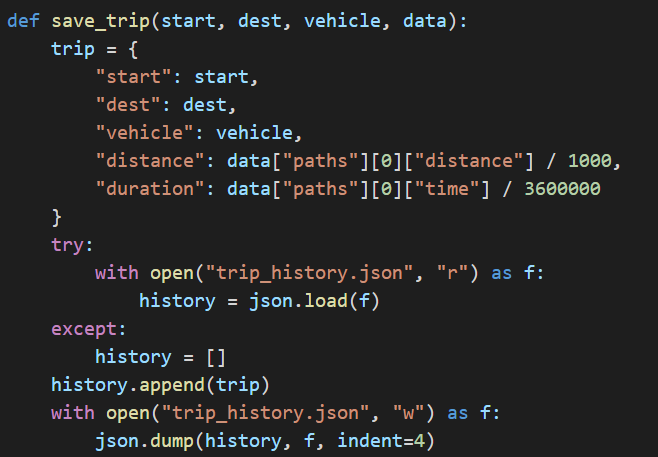 def save_trip(start, dest, vehicle, data):
    trip = {
        "start": start,
        "dest": dest,
        "vehicle": vehicle,
        "distance": data["paths"][0]["distance"] / 1000,
        "duration": data["paths"][0]["time"] / 3600000
    }
    try:
        with open("trip_history.json", "r") as f:
            history = json.load(f)
    except:
        history = []
    history.append(trip)
    with open("trip_history.json", "w") as f:
        json.dump(history, f, indent=4)